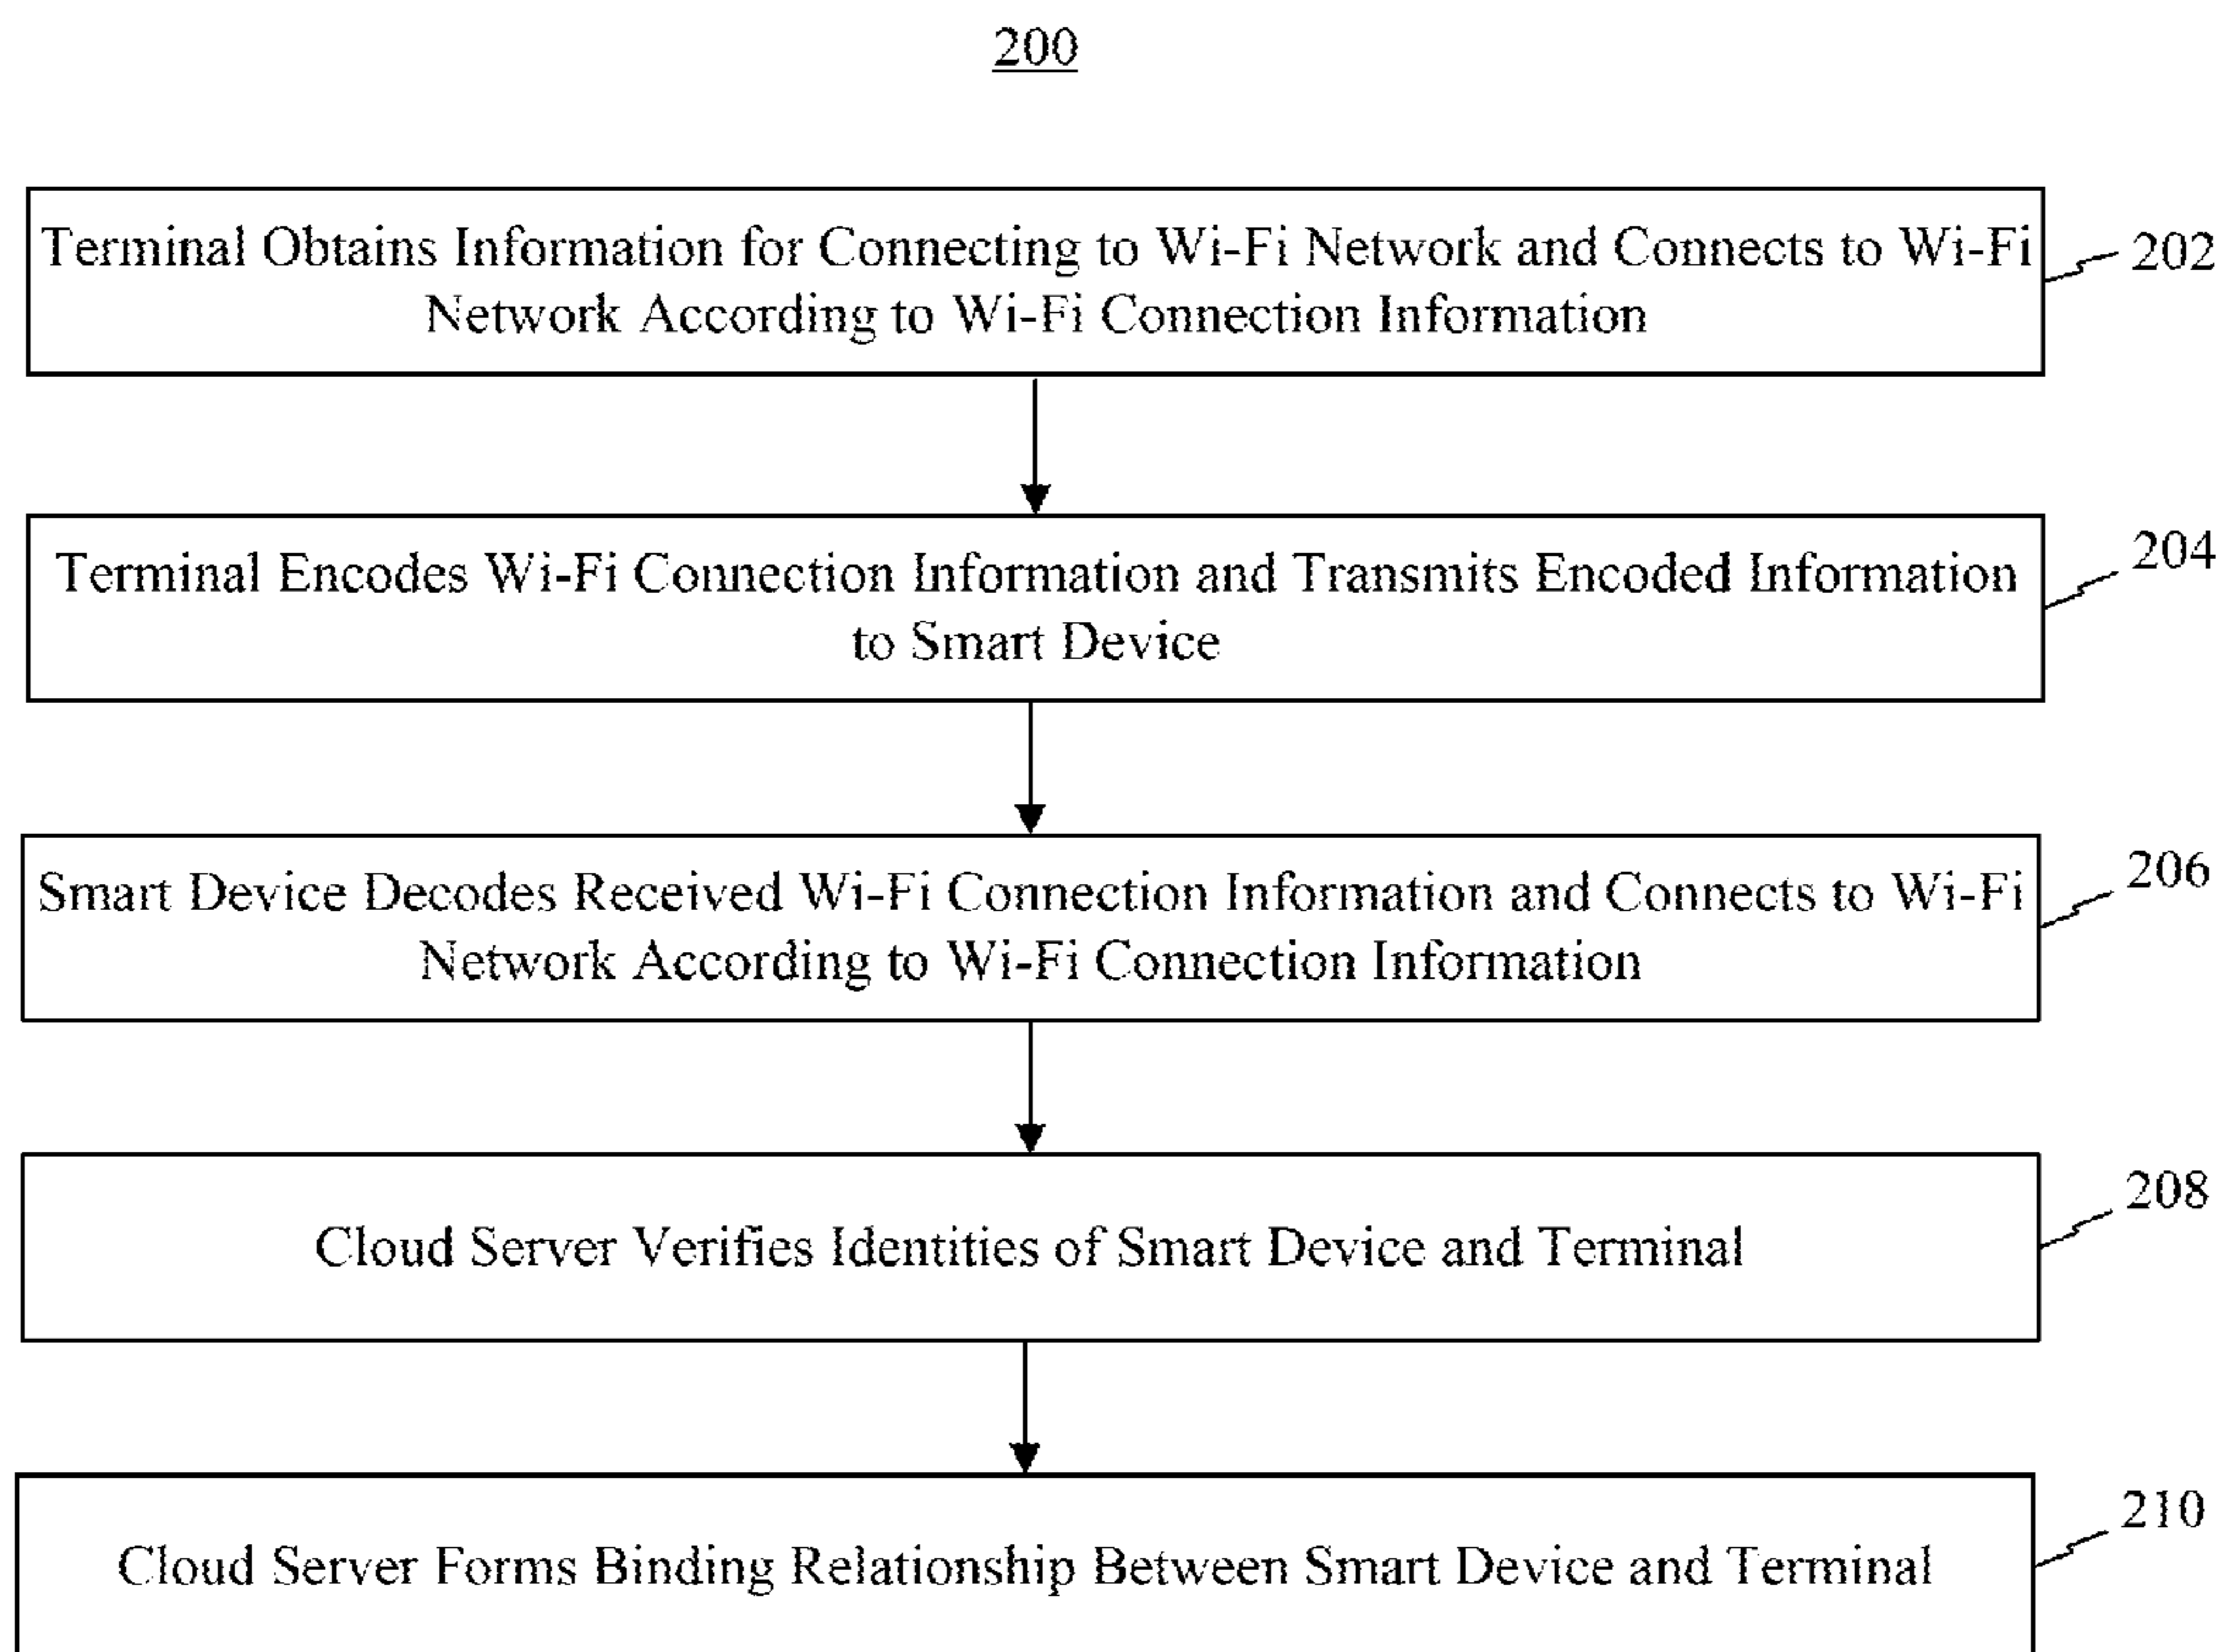 200
Terminal Obtains Information for Connecting to Wi-Fi Network and Connects to Wi-Fi
Network According to Wi-Fi Connection Information
202
Terminal Encodes Wi-Fi Connection Information and Transmits Encoded Information
to Smart Device
204
Smart Device Decodes Received Wi-Fi Connection Information and Connects to Wi-Fi
Network According to Wi-Fi Connection Information
206
Cloud Server Verifies Identities of Smart Device and Terminal
208
Cloud Server Forms Binding Relationship Between Smart Device and Terminal
210